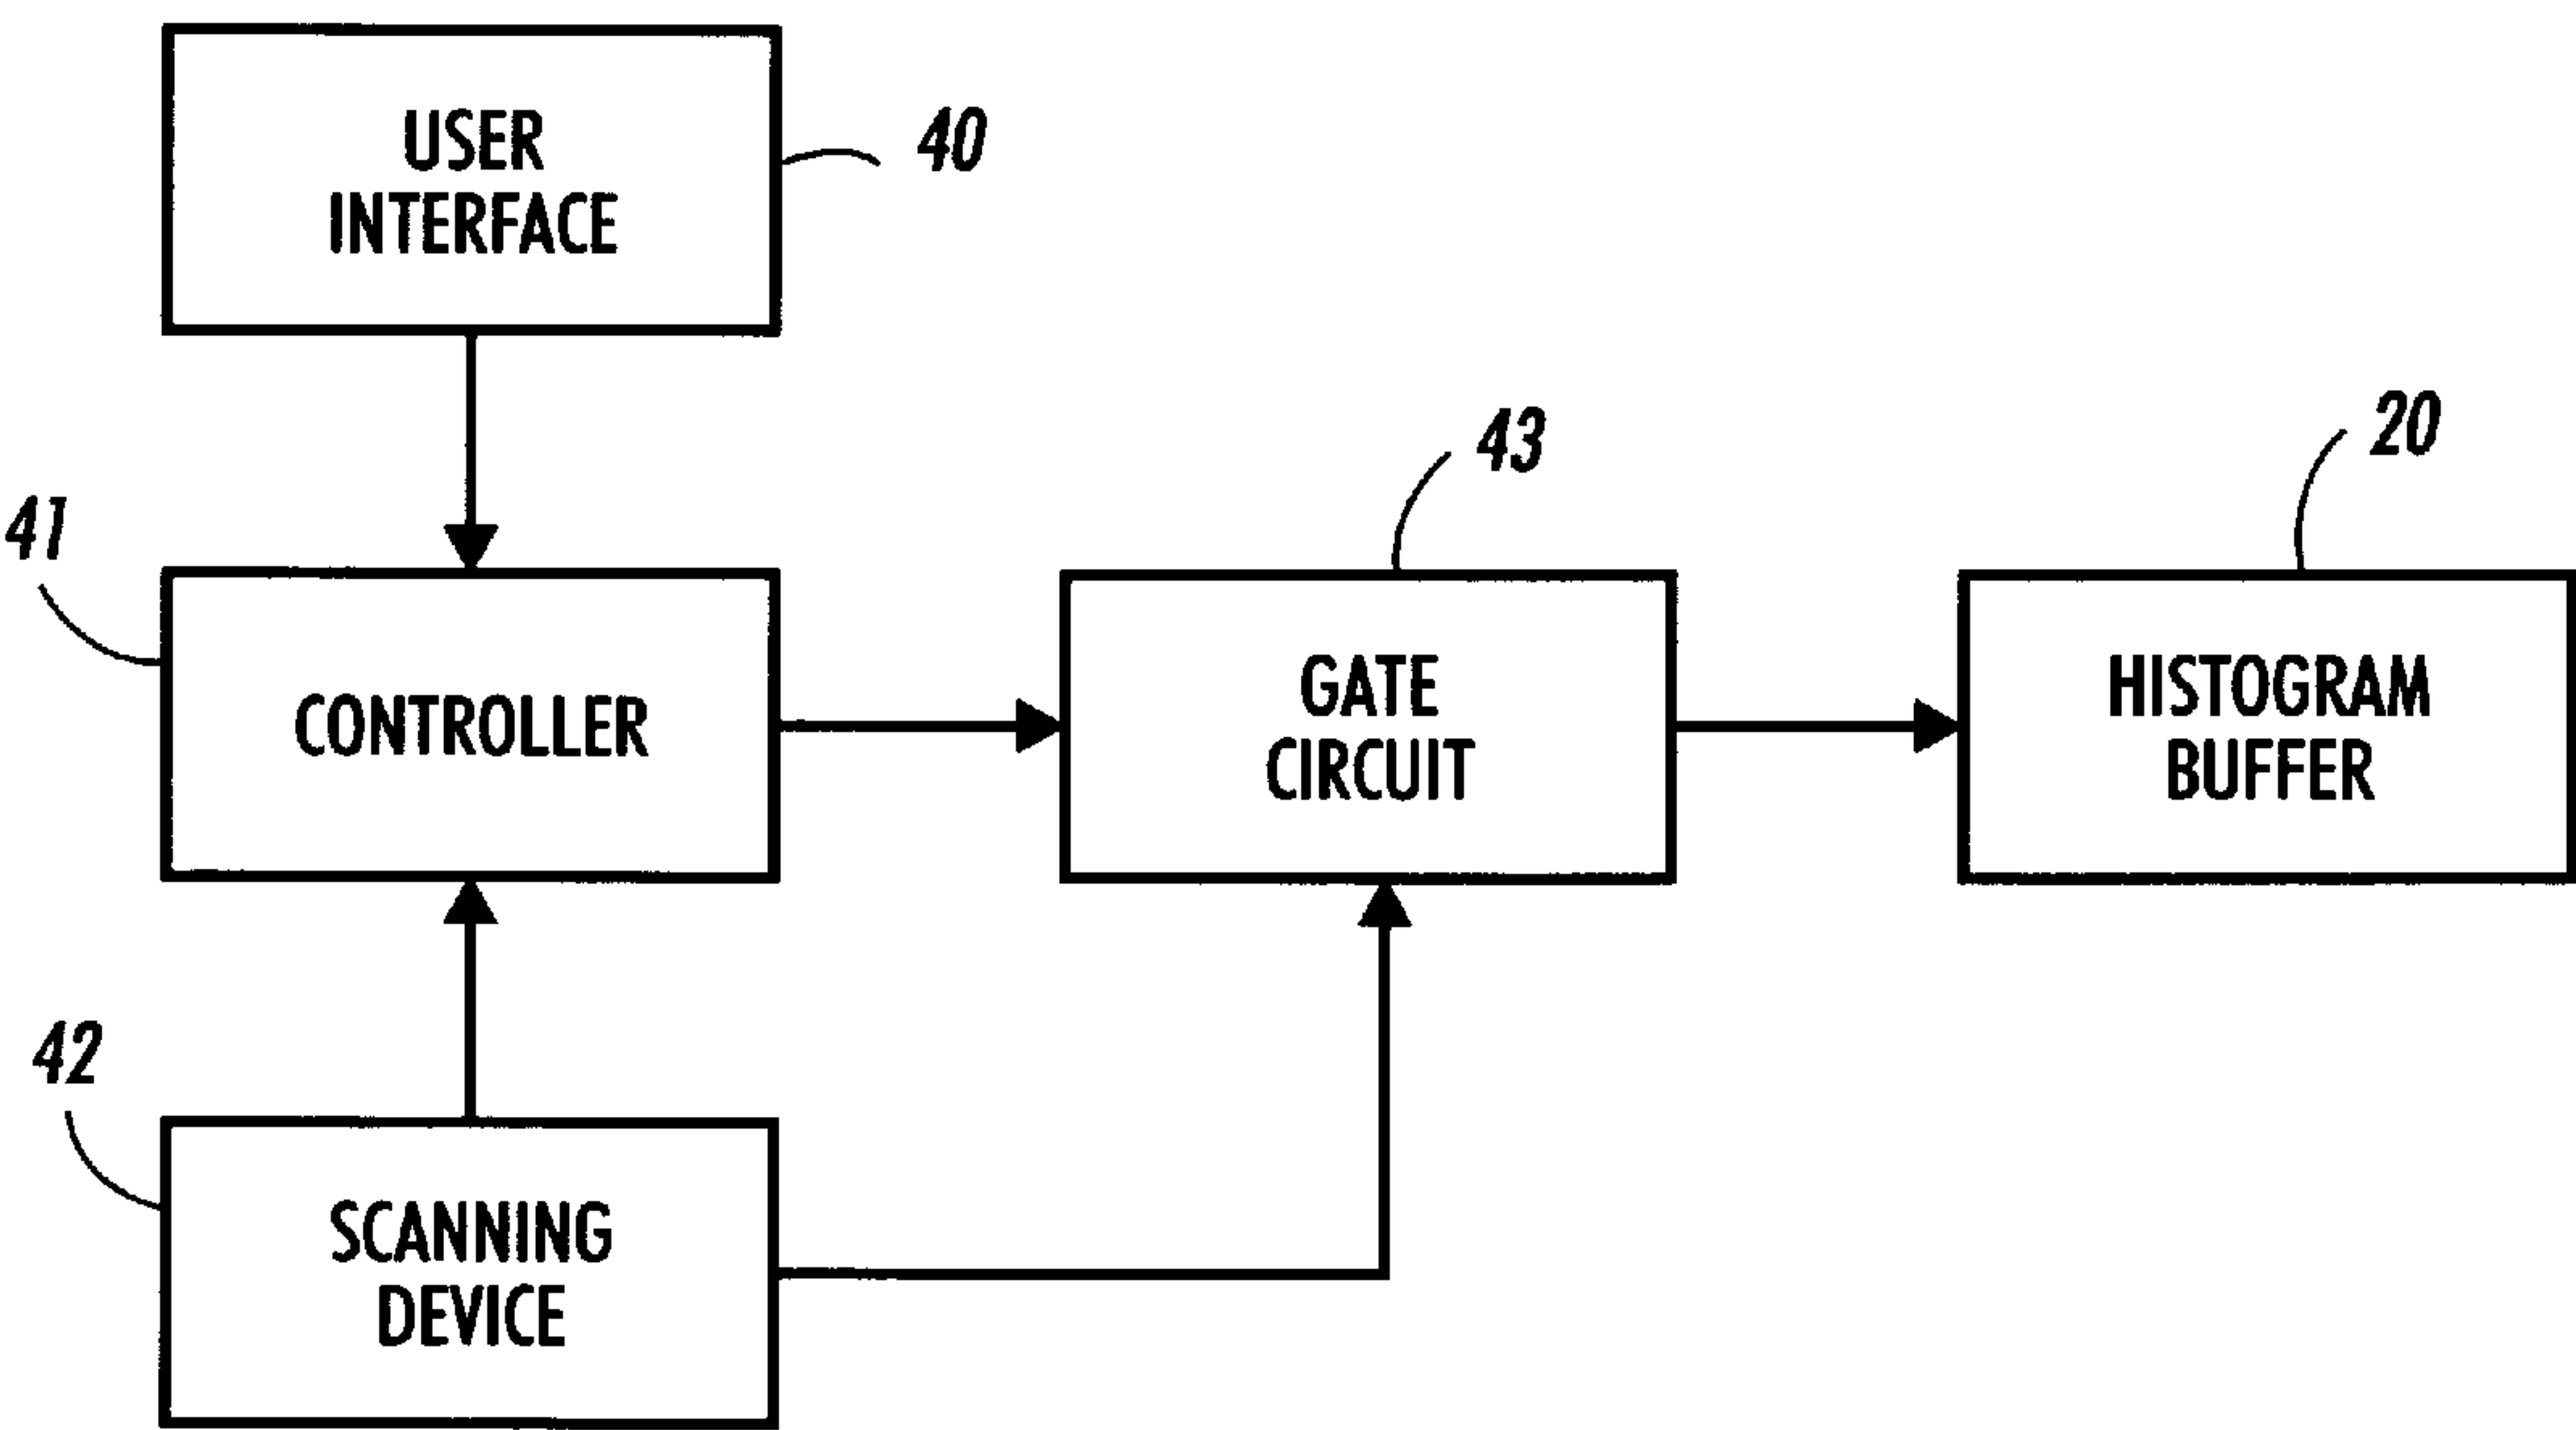 USER
INTERFACE
40
41
CONTROLLER
43
GATE
CIRCUIT
20
HISTOGRAM
BUFFER
42
SCANNING
DEVICE